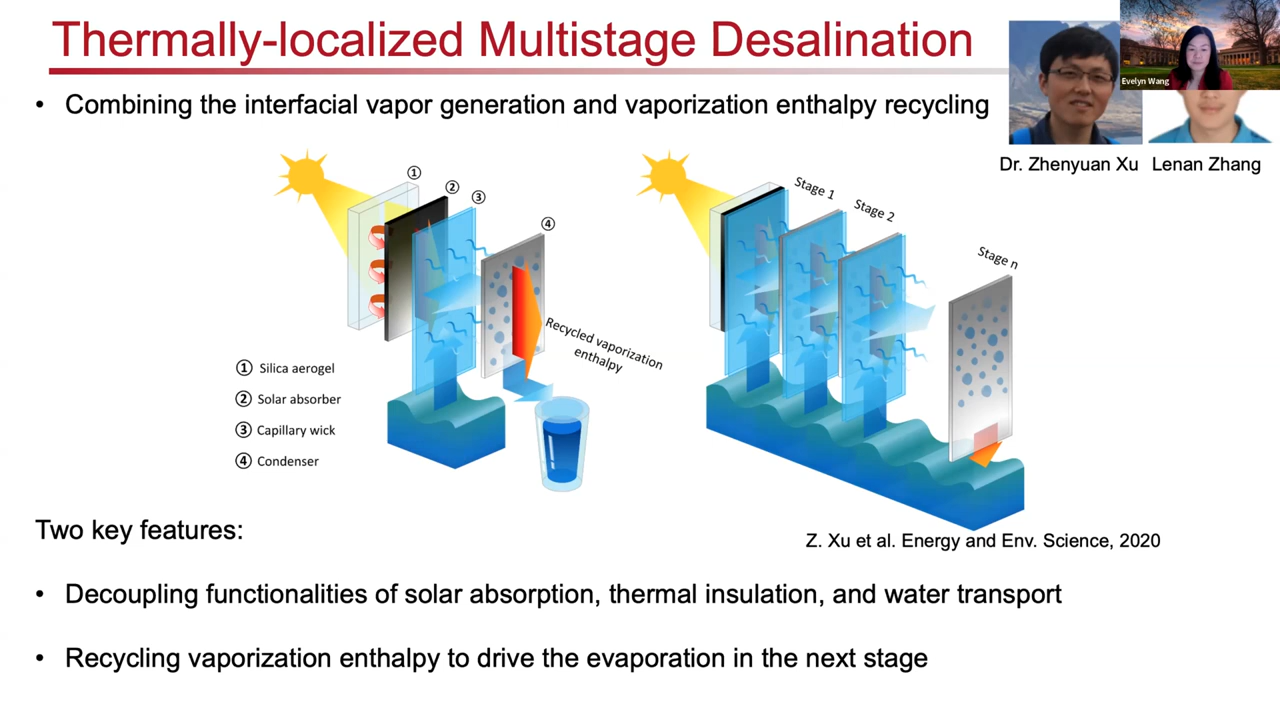 Thermally-localized Multistage Desalination
Evelyn Wang
• Combining the interfacial vapor generation and vaporization enthalpy recycling
Dr. Zhenyuan Xu
Lenan Zhang
①
②
③
④
Recycled vaporization
enthalpy
① Silica aerogel
② Solar absorber
③ Capillary wick
④ Condenser
Stage 1
Stage 2
Stage n
Z. Xu et al. Energy and Env. Science, 2020
Two key features:
• Decoupling functionalities of solar absorption, thermal insulation, and water transport
• Recycling vaporization enthalpy to drive the evaporation in the next stage